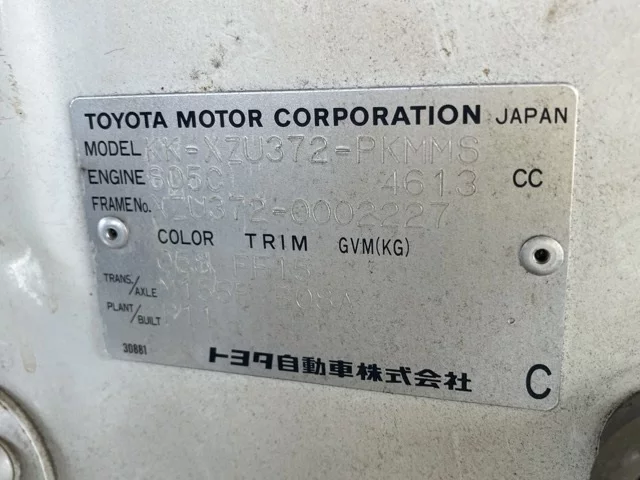 TOYOTA MOTOR CORPORATION JAPAN
MODEL KK-XZU372-PKMMS
ENGINE S05C 4613 CC
FRAME No. XZU372-0002227
COLOR TRIM GVM(KG)
TRANS./AXLE
PLANT/BUILT
30881
トヨタ自動車株式会社
C